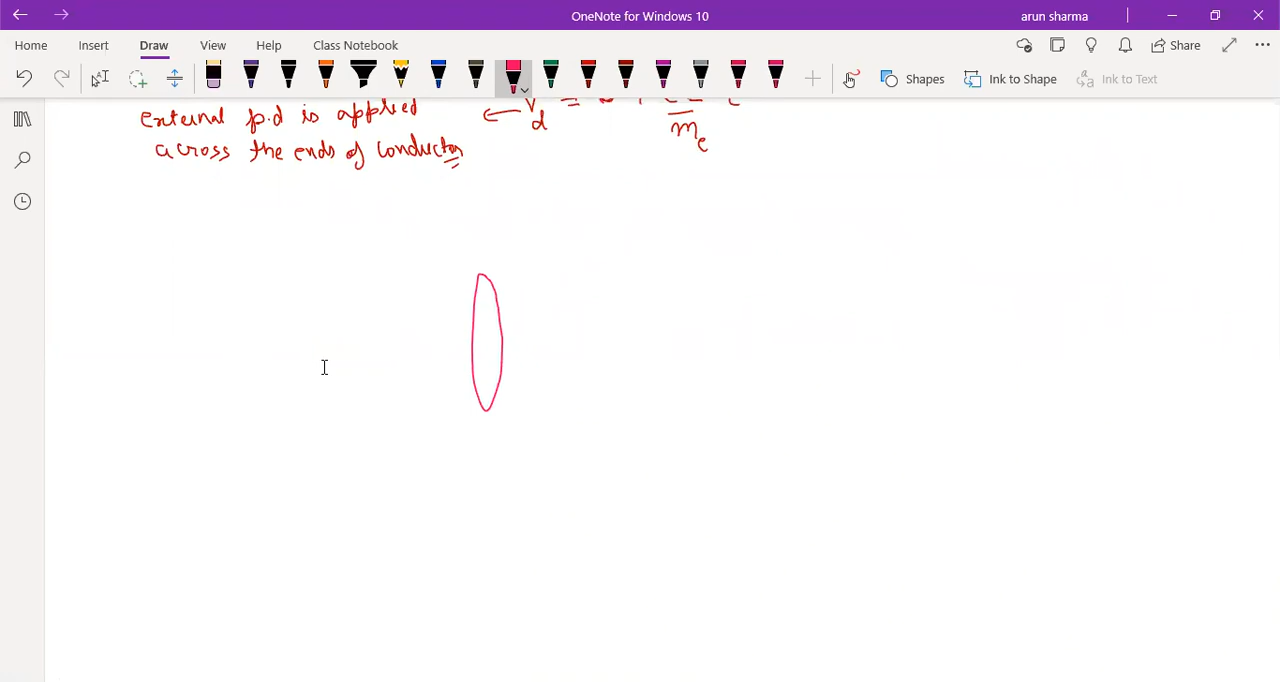 OneNote for Windows 10
arun sharma
Home Insert Draw View Help Class Notebook
Share
Shapes
Ink to Shape
Ink to Text
external p.d is applied
across the ends of conductor
← V
d
=
m
e